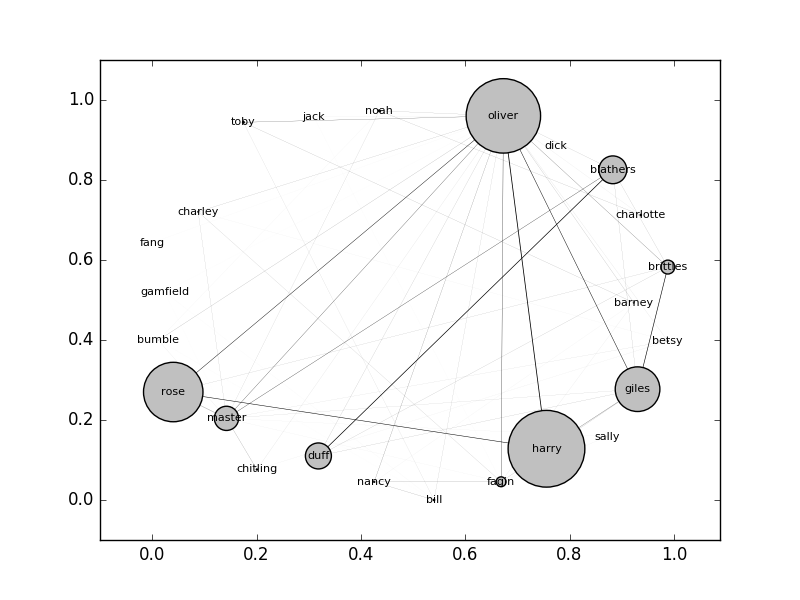 1.0
oliver
noah
jack
toby
dick
blathers
0.8
charley
charlotte
fang
0.6
brittles
gamfield
barney
0.4
bumble
betsy
rose
giles
0.2
master
sally
harry
duff
chitling
nancy
fagin
bill
0.0
0.0 0.2 0.4 0.6 0.8 1.0